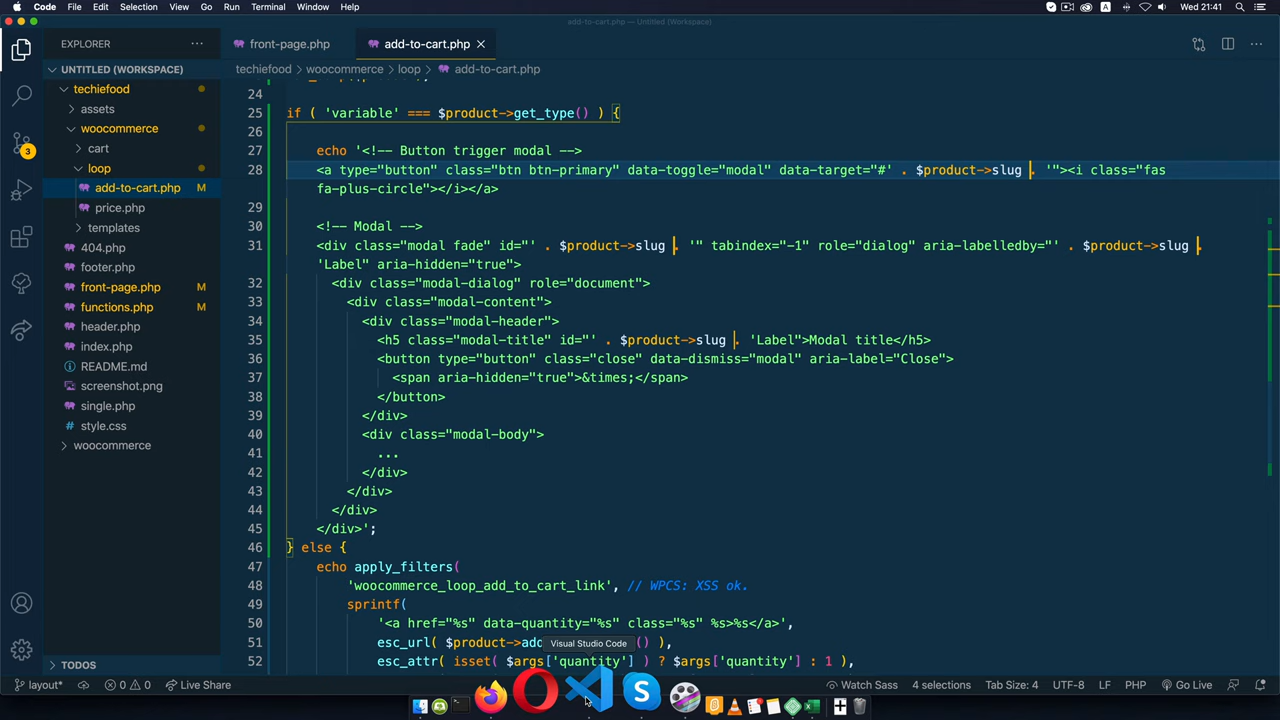 Code File Edit Selection View Go Run Terminal Window Help
A Wed 21:41
add-to-cart.php — Untitled (Workspace)
EXPLORER
front-page.php
add-to-cart.php
UNTITLED (WORKSPACE)
techiefood > woocommerce > loop > add-to-cart.php
techiefood
assets
woocommerce
cart
loop
add-to-cart.php M
price.php
templates
404.php
footer.php
front-page.php M
functions.php M
header.php
index.php
README.md
screenshot.png
single.php
style.css
woocommerce
TODOS
3
24
25 if ( 'variable' === $product->get_type() ) {
26
27 echo '<!-- Button trigger modal -->
28 <a type="button" class="btn btn-primary" data-toggle="modal" data-target="#' . $product->slug . '"><i class="fas
fa-plus-circle"></i></a>
29
30 <!-- Modal -->
31 <div class="modal fade" id="' . $product->slug . '" tabindex="-1" role="dialog" aria-labelledby="' . $product->slug .
'Label" aria-hidden="true">
32 <div class="modal-dialog" role="document">
33 <div class="modal-content">
34 <div class="modal-header">
35 <h5 class="modal-title" id="' . $product->slug . 'Label">Modal title</h5>
36 <button type="button" class="close" data-dismiss="modal" aria-label="Close">
37 <span aria-hidden="true">&times;</span>
38 </button>
39 </div>
40 <div class="modal-body">
41 ...
42 </div>
43 </div>
44 </div>
45 </div>';
46 } else {
47 echo apply_filters(
48 'woocommerce_loop_add_to_cart_link', // WPCS: XSS ok.
49 sprintf(
50 '<a href="%s" data-quantity="%s" class="%s" %s>%s</a>',
51 esc_url( $product->add () ),
52 esc_attr( isset( $args['quantity'] ) ? $args['quantity'] : 1 ),
Visual Studio Code
layout* 0 0 Live Share
Watch Sass 4 selections Tab Size: 4 UTF-8 LF PHP Go Live